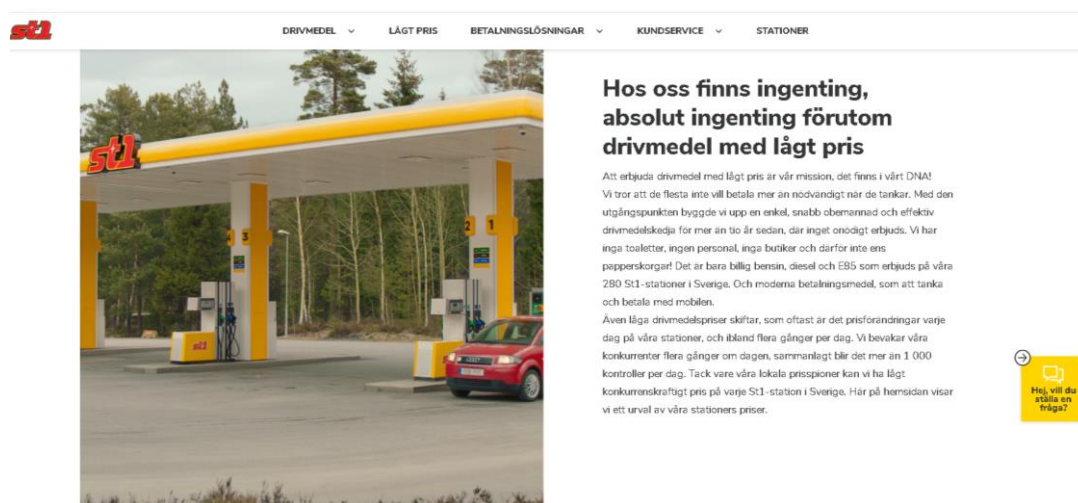 st1
DRIVMEDEL
LÅGT PRIS
BETALNINGSLÖSNINGAR
KUNDSERVICE
STATIONER
st1
4
3
2
1
st1
Hos oss finns ingenting,
absolut ingenting förutom
drivmedel med lågt pris
Att erbjuda drivmedel med lågt pris är vår mission, det finns i vårt DNA!
Vi tror att de flesta inte vill betala mer än nödvändigt när de tankar. Med den
utgångspunkten byggde vi upp en enkel, snabb obemannad och effektiv
drivmedelskedja för mer än tio år sedan, där inget onödigt erbjuds. Vi har
inga toaletter, ingen personal, inga butiker och därför inte ens
papperskorgar! Det är bara billig bensin, diesel och E85 som erbjuds på våra
280 St1-stationer i Sverige. Och moderna betalningsmedel, som att tanka
och betala med mobilen.
Även låga drivmedelspriser skiftar, som oftast är det prisförändringar varje
dag på våra stationer, och ibland flera gånger per dag. Vi bevakar våra
konkurrenter flera gånger om dagen, sammanlagt blir det mer än 1 000
kontroller per dag. Tack vare våra lokala prisspioner kan vi ha lågt
konkurrenskraftigt pris på varje St1-station i Sverige. Här på hemsidan visar
vi ett urval av våra stationers priser.
Hej, vill du
ställa en
fråga?